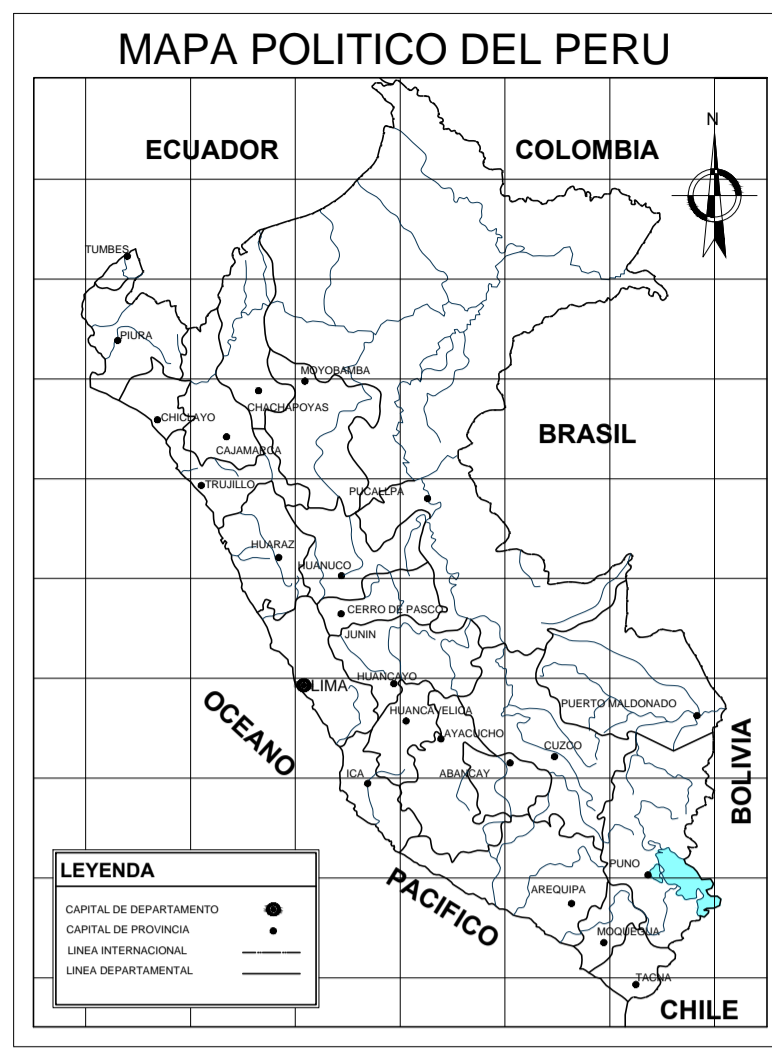 MAPA POLITICO DEL PERU
ECUADOR
COLOMBIA
N
TUMBES
PIURA
MOYOBAMBA
CHACHAPOYAS
CHICLAYO
BRASIL
CAJAMARCA
TRUJILLO
PUCALLPA
HUARAZ
HUANUCO
CERRO DE PASCO
JUNIN
HUANCAYO
LIMA
PUERTO MALDONADO
HUANCAVELICA
OCEANO
AYACUCHO
CUZCO
BOLIVIA
ICA
ABANCAY
PUNO
LEYENDA
PACIFICO
AREQUIPA
CAPITAL DE DEPARTAMENTO
CAPITAL DE PROVINCIA
MOQUEGUA
LINEA INTERNACIONAL
LINEA DEPARTAMENTAL
TACNA
CHILE